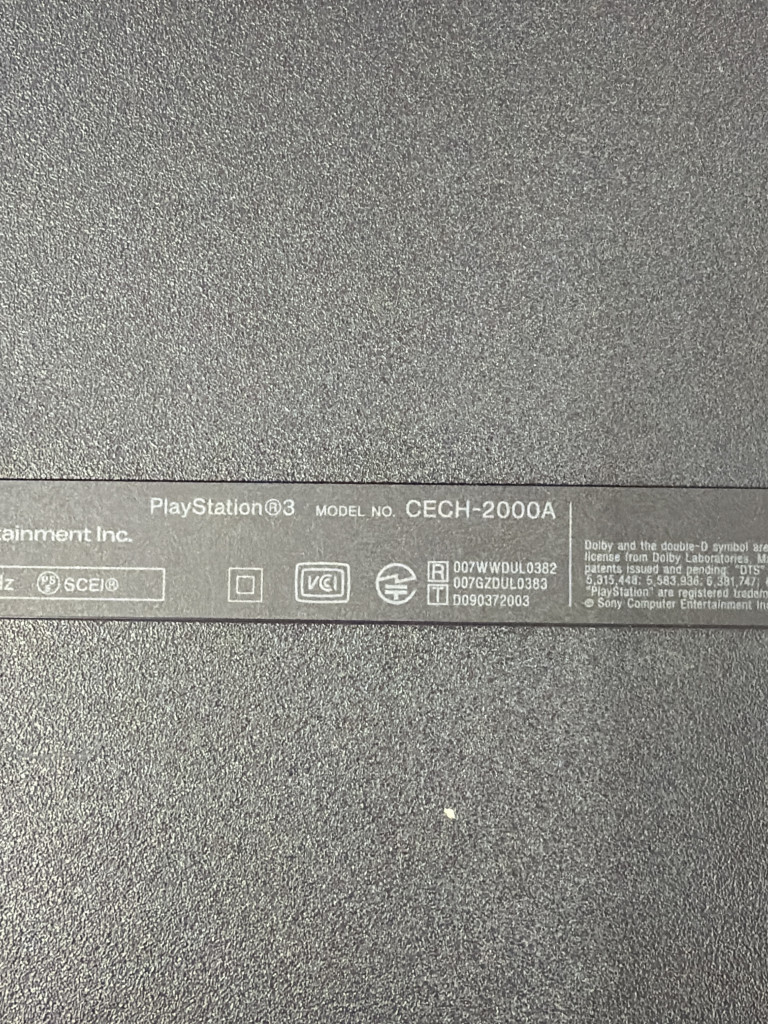 PlayStation®3 MODEL NO. CECH-2000A
tainment Inc.
Hz PS E SCEI®
VCI
R 007WWDUL0382
007GZDUL0383
T D090372003
Dolby and the double-D symbol are
license from Dolby Laboratories.
patents issued and pending. "DTS"
5,315,448; 5,583,936; 6,381,747;
"PlayStation" are registered tradem
© Sony Computer Entertainment Inc